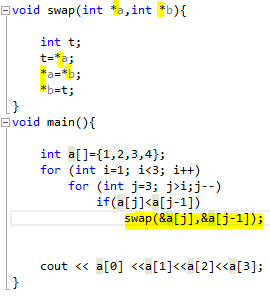 void swap(int *a,int *b){
int t;
t=*a;
*a=*b;
*b=t;
}
void main(){
int a[]={1,2,3,4};
for (int i=1; i<3; i++)
for (int j=3; j>i;j--)
if(a[j]<a[j-1])
swap(&a[j],&a[j-1]);
cout << a[0] <<a[1]<<a[2]<<a[3];
}